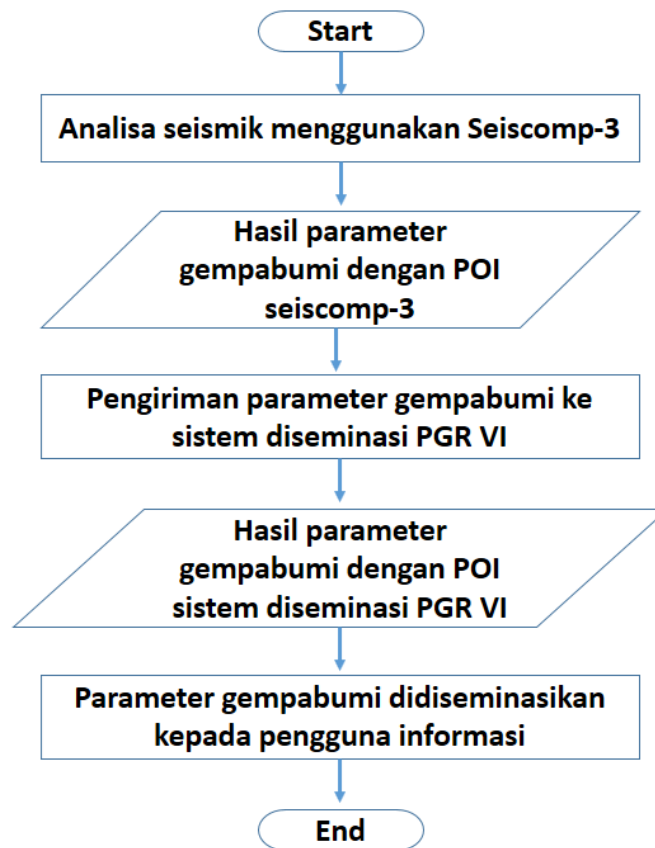 Start
Analisa seismik menggunakan Seiscomp-3
Hasil parameter
gempabumi dengan POI
seiscomp-3
Pengiriman parameter gempabumi ke
sistem diseminasi PGR VI
Hasil parameter
gempabumi dengan POI
sistem diseminasi PGR VI
Parameter gempabumi didiseminasikan
kepada pengguna informasi
End